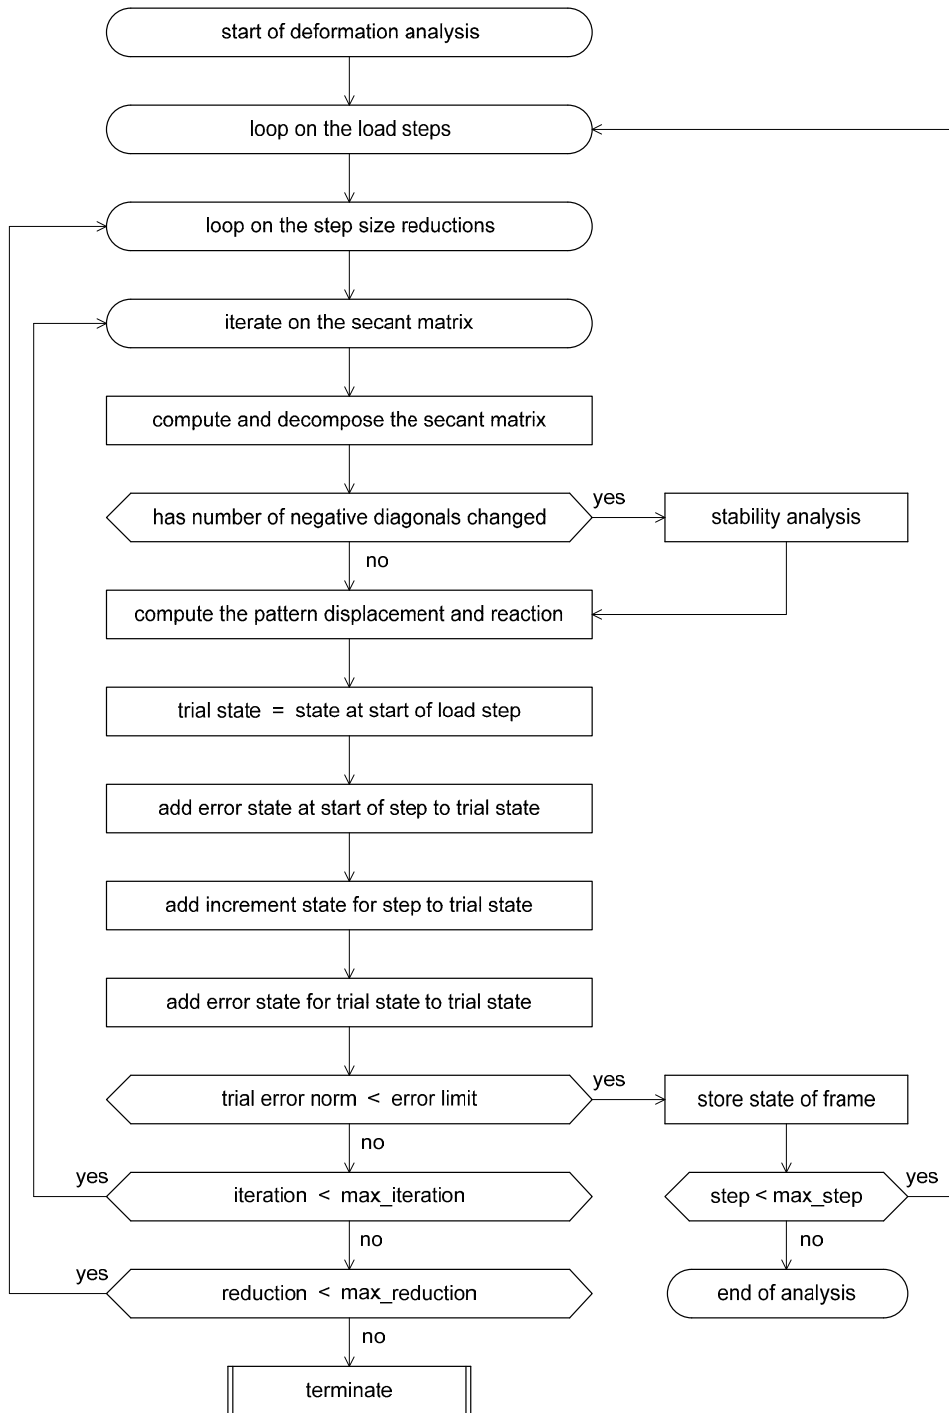 start of deformation analysis
loop on the load steps
loop on the step size reductions
iterate on the secant matrix
compute and decompose the secant matrix
has number of negative diagonals changed
yes
stability analysis
no
compute the pattern displacement and reaction
trial state = state at start of load step
add error state at start of step to trial state
add increment state for step to trial state
add error state for trial state to trial state
trial error norm < error limit
yes
store state of frame
no
yes
iteration < max_iteration
step < max_step
yes
no
no
yes
reduction < max_reduction
end of analysis
no
terminate